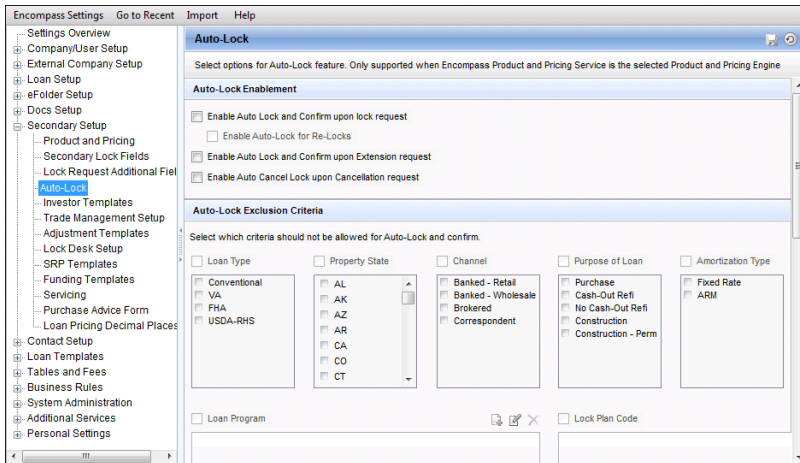 Encompass Settings Go to Recent Import Help
Settings Overview
Company/User Setup
External Company Setup
Loan Setup
eFolder Setup
Docs Setup
Secondary Setup
Product and Pricing
Secondary Lock Fields
Lock Request Additional Fiel
Auto-Lock
Investor Templates
Trade Management Setup
Adjustment Templates
Lock Desk Setup
SRP Templates
Funding Templates
Servicing
Purchase Advice Form
Loan Pricing Decimal Places
Contact Setup
Loan Templates
Tables and Fees
Business Rules
System Administration
Additional Services
Personal Settings
Auto-Lock
Select options for Auto-Lock feature. Only supported when Encompass Product and Pricing Service is the selected Product and Pricing Engine
Auto-Lock Enablement
Enable Auto Lock and Confirm upon lock request
Enable Auto-Lock for Re-Locks
Enable Auto Lock and Confirm upon Extension request
Enable Auto Cancel Lock upon Cancellation request
Auto-Lock Exclusion Criteria
Select which criteria should not be allowed for Auto-Lock and confirm.
Loan Type
Conventional
VA
FHA
USDA-RHS
Property State
AL
AK
AZ
AR
CA
CO
CT
Channel
Banked - Retail
Banked - Wholesale
Brokered
Correspondent
Purpose of Loan
Purchase
Cash-Out Refi
No Cash-Out Refi
Construction
Construction - Perm
Amortization Type
Fixed Rate
ARM
Loan Program
Lock Plan Code